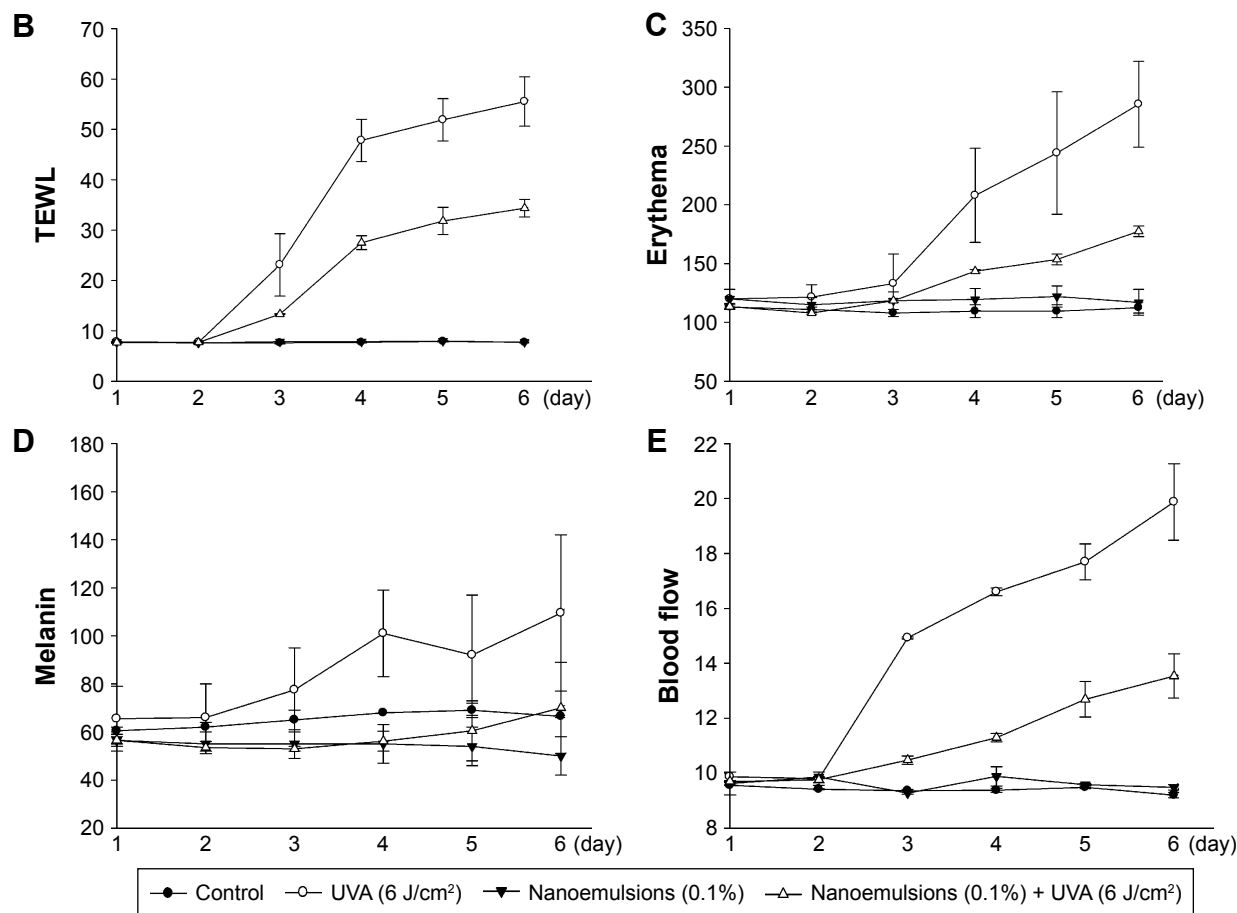 B
TEWL
70
60
50
40
30
20
10
0
1 2 3 4 5 6 (day)
C
Erythema
350
300
250
200
150
100
50
1 2 3 4 5 6 (day)
D
Melanin
180
160
140
120
100
80
60
40
20
1 2 3 4 5 6 (day)
E
Blood flow
22
20
18
16
14
12
10
8
1 2 3 4 5 6 (day)
Control UVA (6 J/cm²) Nanoemulsions (0.1%) Nanoemulsions (0.1%) + UVA (6 J/cm²)